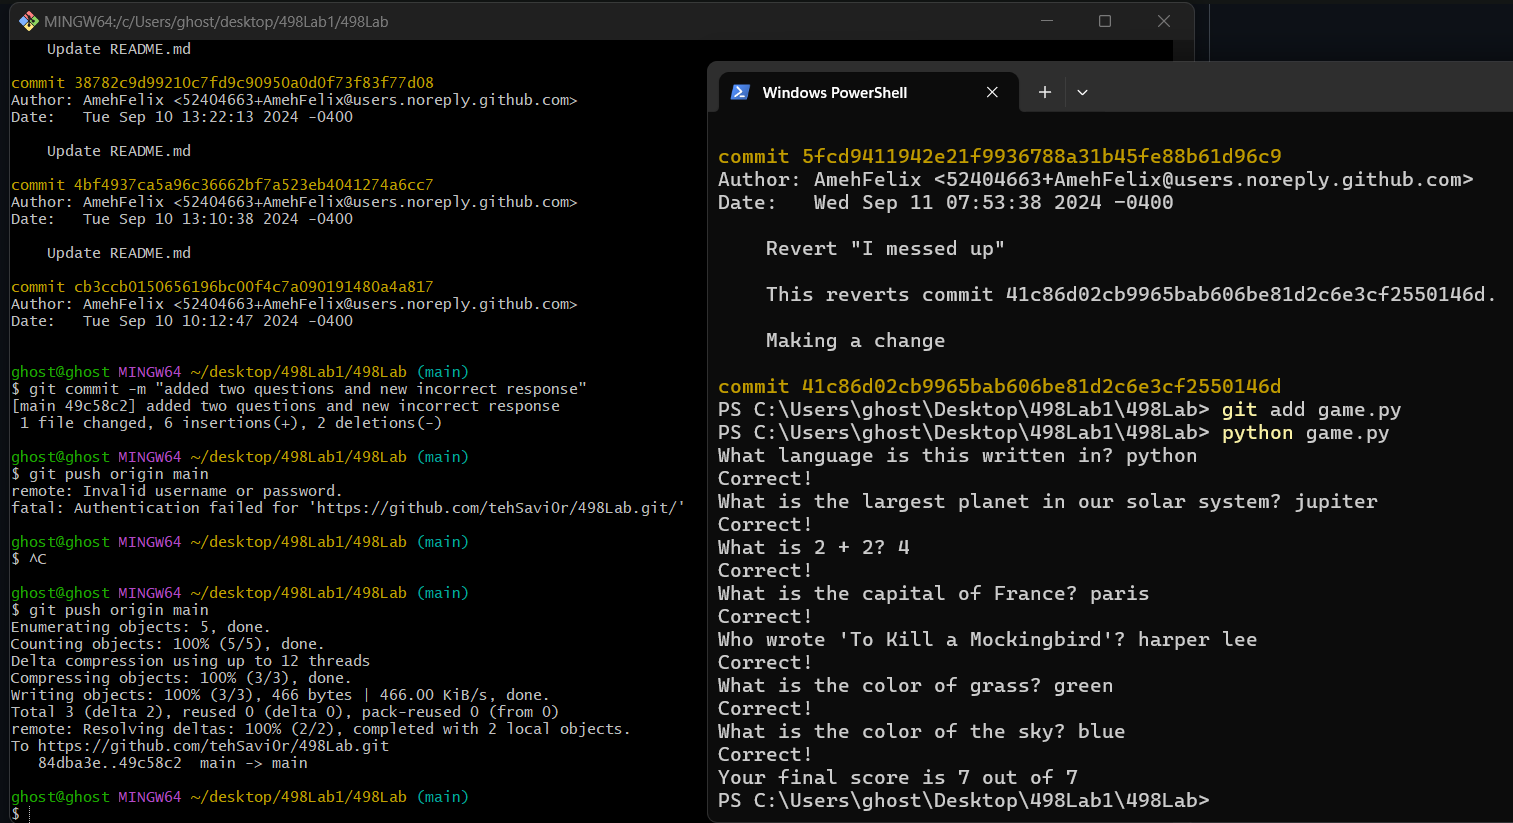 MINGW64:/c/Users/ghost/desktop/498Lab1/498Lab
Update README.md
commit 38782c9d99210c7fd9c90950a0d0f73f83f77d08
Author: AmehFelix <52404663+AmehFelix@users.noreply.github.com>
Date:   Tue Sep 10 13:22:13 2024 -0400
Update README.md
commit 4bf4937ca5a96c36662bf7a523eb4041274a6cc7
Author: AmehFelix <52404663+AmehFelix@users.noreply.github.com>
Date:   Tue Sep 10 13:10:38 2024 -0400
Update README.md
commit cb3ccb0150656196bc00f4c7a090191480a4a817
Author: AmehFelix <52404663+AmehFelix@users.noreply.github.com>
Date:   Tue Sep 10 10:12:47 2024 -0400
ghost@ghost MINGW64 ~/desktop/498Lab1/498Lab (main)
$ git commit -m "added two questions and new incorrect response"
[main 49c58c2] added two questions and new incorrect response
1 file changed, 6 insertions(+), 2 deletions(-)
ghost@ghost MINGW64 ~/desktop/498Lab1/498Lab (main)
$ git push origin main
remote: Invalid username or password.
fatal: Authentication failed for 'https://github.com/tehSavi0r/498Lab.git/'
ghost@ghost MINGW64 ~/desktop/498Lab1/498Lab (main)
$ ^C
ghost@ghost MINGW64 ~/desktop/498Lab1/498Lab (main)
$ git push origin main
Enumerating objects: 5, done.
Counting objects: 100% (5/5), done.
Delta compression using up to 12 threads
Compressing objects: 100% (3/3), done.
Writing objects: 100% (3/3), 466 bytes | 466.00 KiB/s, done.
Total 3 (delta 2), reused 0 (delta 0), pack-reused 0 (from 0)
remote: Resolving deltas: 100% (2/2), completed with 2 local objects.
To https://github.com/tehSavi0r/498Lab.git
84dba3e..49c58c2  main -> main
ghost@ghost MINGW64 ~/desktop/498Lab1/498Lab (main)
$
Windows PowerShell
commit 5fcd9411942e21f9936788a31b45fe88b61d96c9
Author: AmehFelix <52404663+AmehFelix@users.noreply.github.com>
Date:   Wed Sep 11 07:53:38 2024 -0400
Revert "I messed up"
This reverts commit 41c86d02cb9965bab606be81d2c6e3cf2550146d.
Making a change
commit 41c86d02cb9965bab606be81d2c6e3cf2550146d
PS C:\Users\ghost\Desktop\498Lab1\498Lab> git add game.py
PS C:\Users\ghost\Desktop\498Lab1\498Lab> python game.py
What language is this written in? python
Correct!
What is the largest planet in our solar system? jupiter
Correct!
What is 2 + 2? 4
Correct!
What is the capital of France? paris
Correct!
Who wrote 'To Kill a Mockingbird'? harper lee
Correct!
What is the color of grass? green
Correct!
What is the color of the sky? blue
Correct!
Your final score is 7 out of 7
PS C:\Users\ghost\Desktop\498Lab1\498Lab>